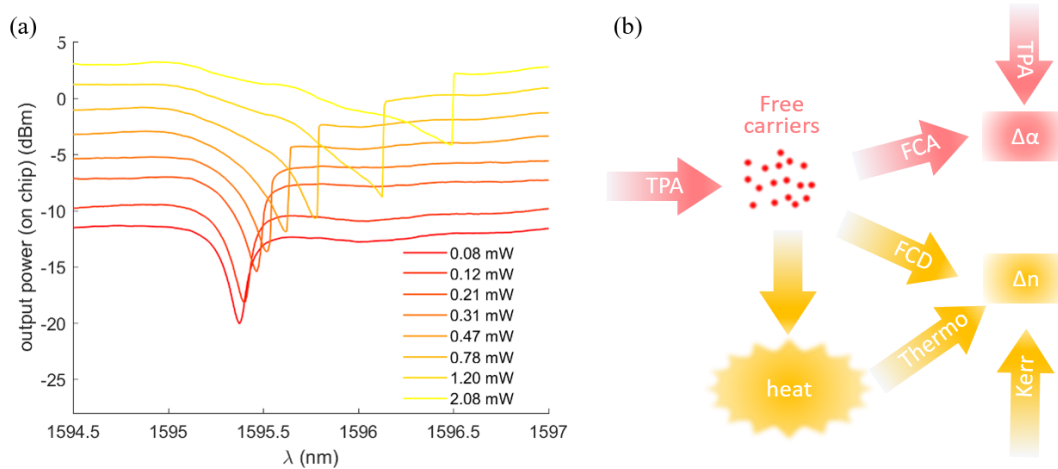 (a)
output power (on chip) (dBm)
5
0
-5
-10
-15
-20
-25
1594.5
1595
1595.5
1596
1596.5
1597
λ (nm)
0.08 mW
0.12 mW
0.21 mW
0.31 mW
0.47 mW
0.78 mW
1.20 mW
2.08 mW
(b)
TPA
Free
carriers
FCA
TPA
Δα
FCD
Δn
Thermo
heat
Kerr